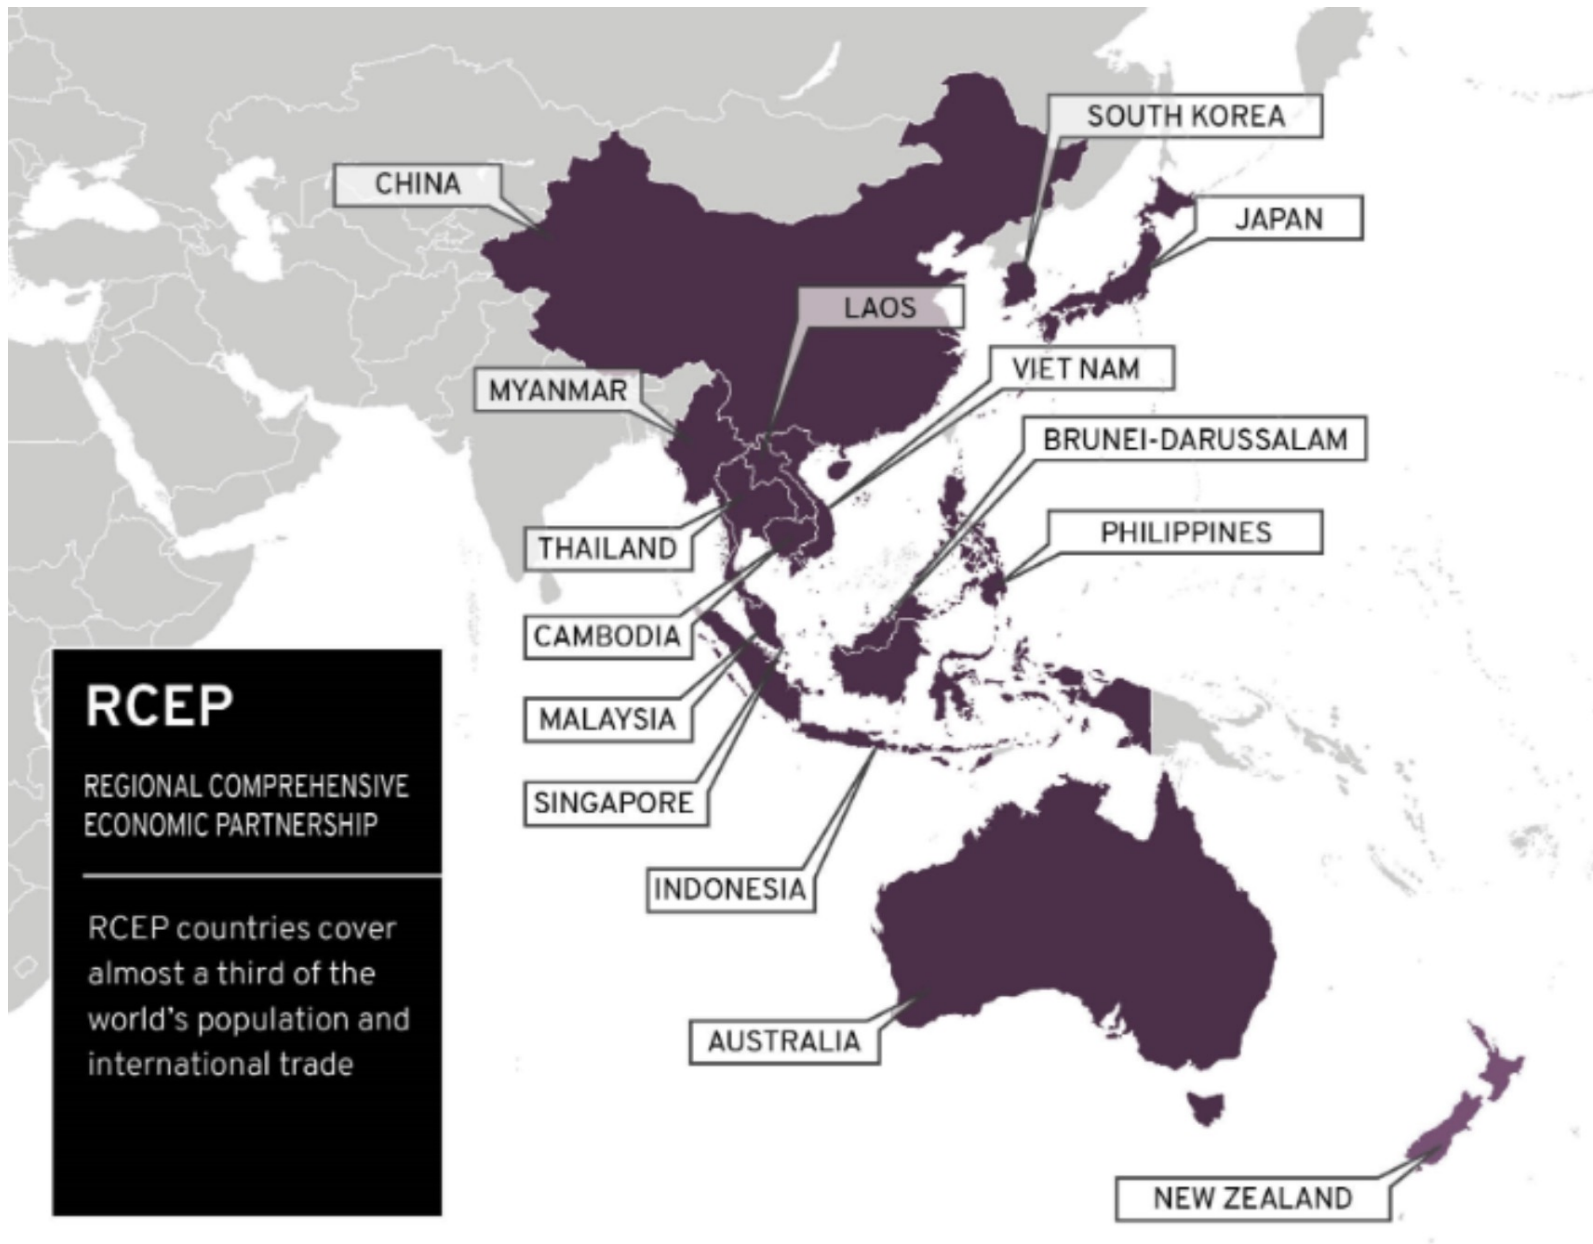 SOUTH KOREA
CHINA
JAPAN
LAOS
VIET NAM
MYANMAR
BRUNEI-DARUSSALAM
PHILIPPINES
THAILAND
CAMBODIA
MALAYSIA
SINGAPORE
INDONESIA
AUSTRALIA
NEW ZEALAND
RCEP
REGIONAL COMPREHENSIVE
ECONOMIC PARTNERSHIP
RCEP countries cover
almost a third of the
world's population and
international trade